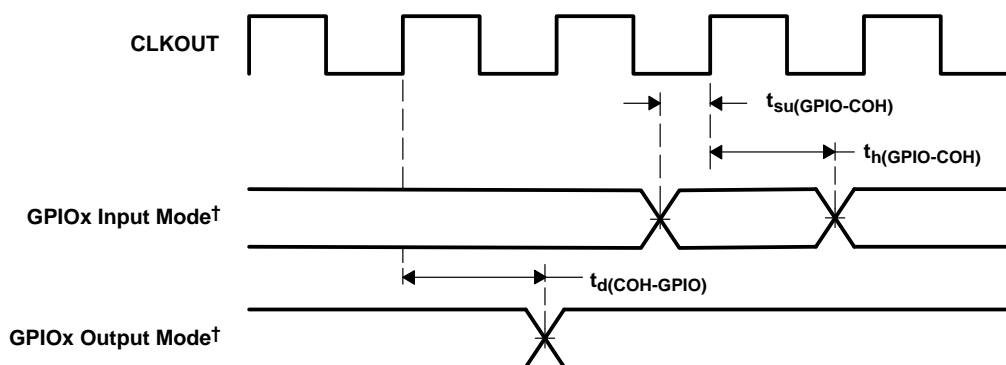 CLKOUT
tsu(GPIO-COH)
th(GPIO-COH)
GPIOx Input Mode†
td(COH-GPIO)
GPIOx Output Mode†